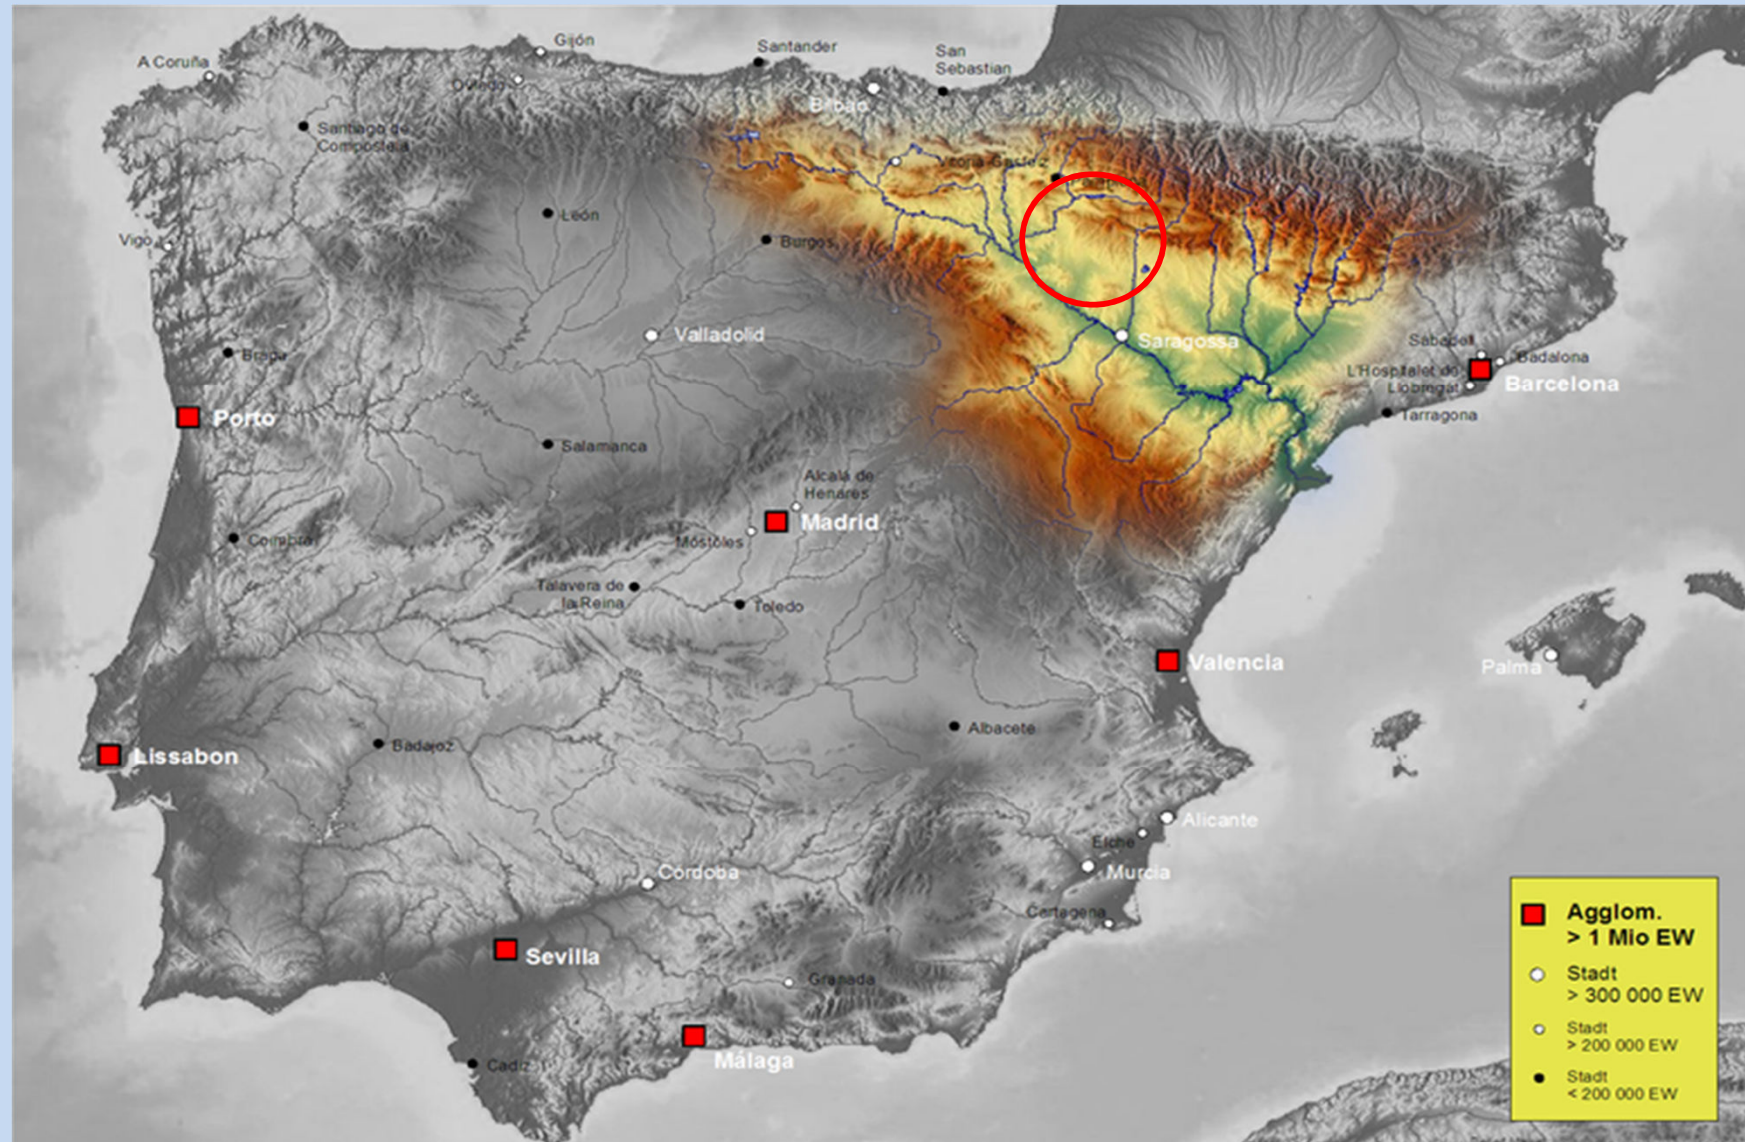 A Coruña
Gijón
Oviedo
Santander
San
Sebastian
Bilbao
Santiago de
Compostela
Vitoria-Gasteiz
León
Vigo
Burgos
Valladolid
Saragossa
Braga
Sabadell
Badalona
L'Hospitalet de
Llobregat
Barcelona
Tarragona
Porto
Salamanca
Alcalá de
Henares
Madrid
Móstoles
Coimbra
Talavera de
la Reina
Toledo
Valencia
Palma
Albacete
Badajoz
Lissabon
Alicante
Elche
Murcia
Córdoba
Cartagena
Sevilla
Granada
Málaga
Cadiz
Agglom.
> 1 Mio EW
Stadt
> 300 000 EW
Stadt
> 200 000 EW
Stadt
< 200 000 EW